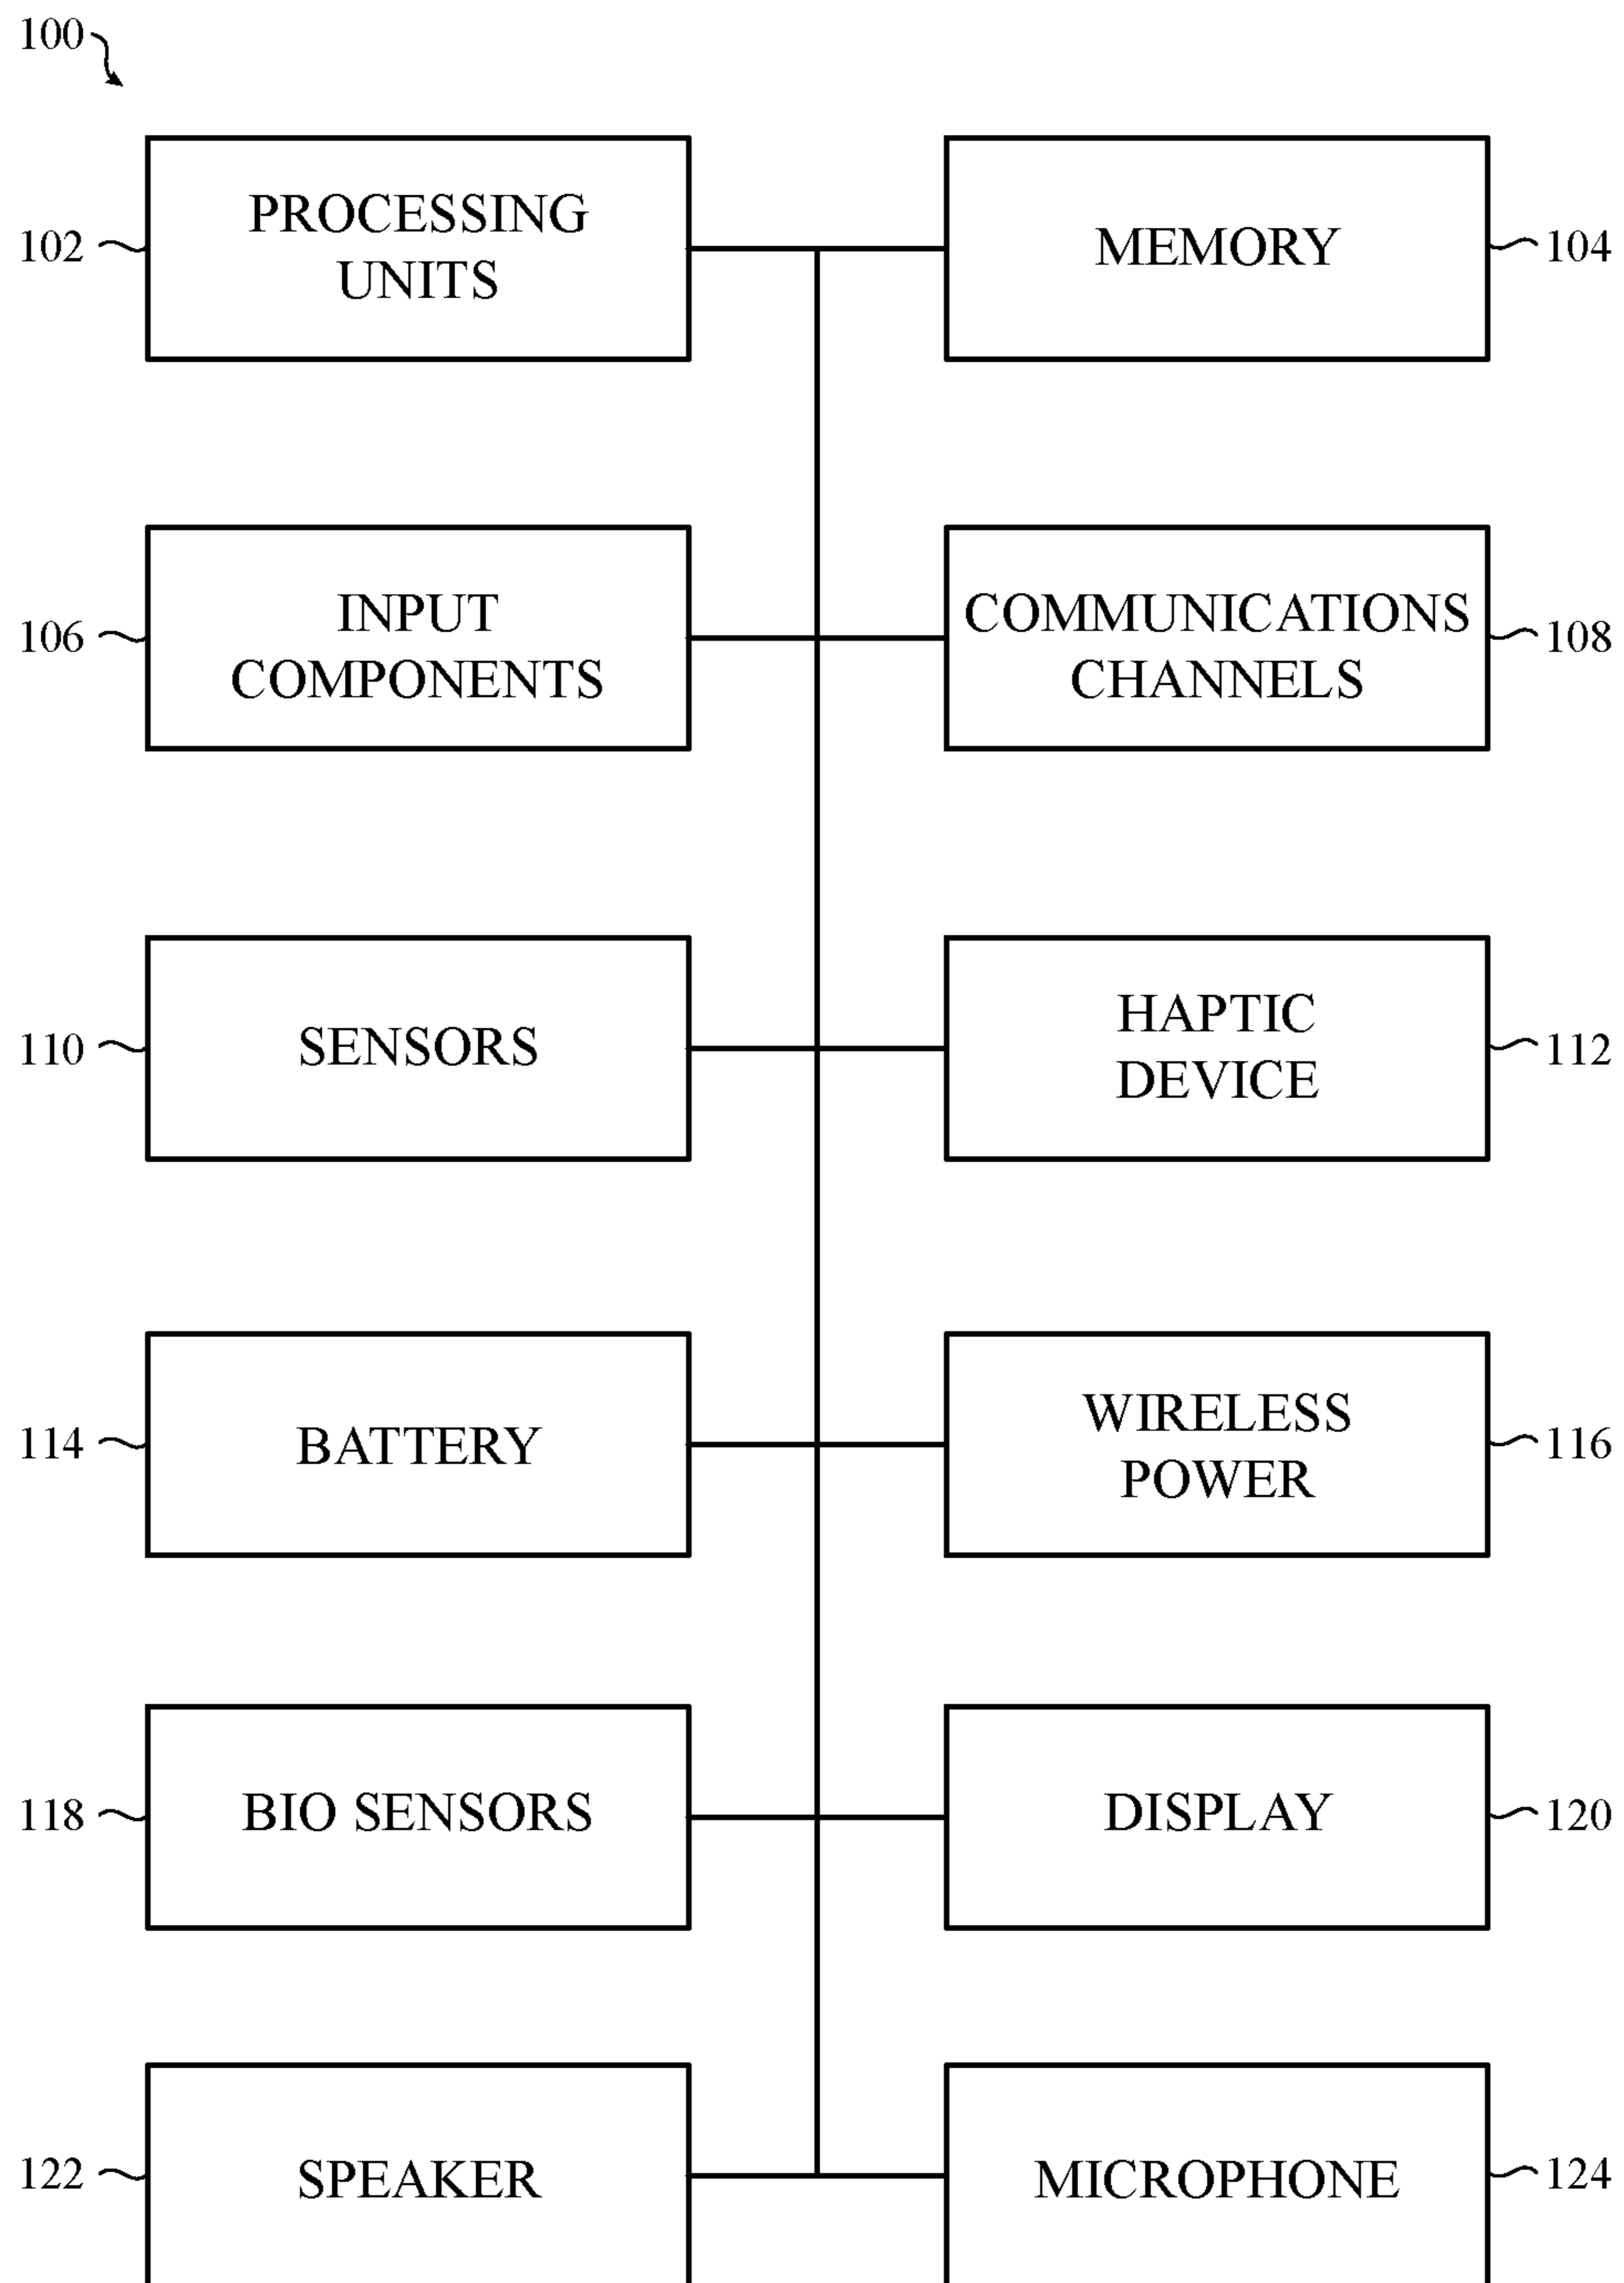 100
102
PROCESSING
UNITS
MEMORY
104
106
INPUT
COMPONENTS
COMMUNICATIONS
CHANNELS
108
110
SENSORS
HAPTIC
DEVICE
112
114
BATTERY
WIRELESS
POWER
116
118
BIO SENSORS
DISPLAY
120
122
SPEAKER
MICROPHONE
124